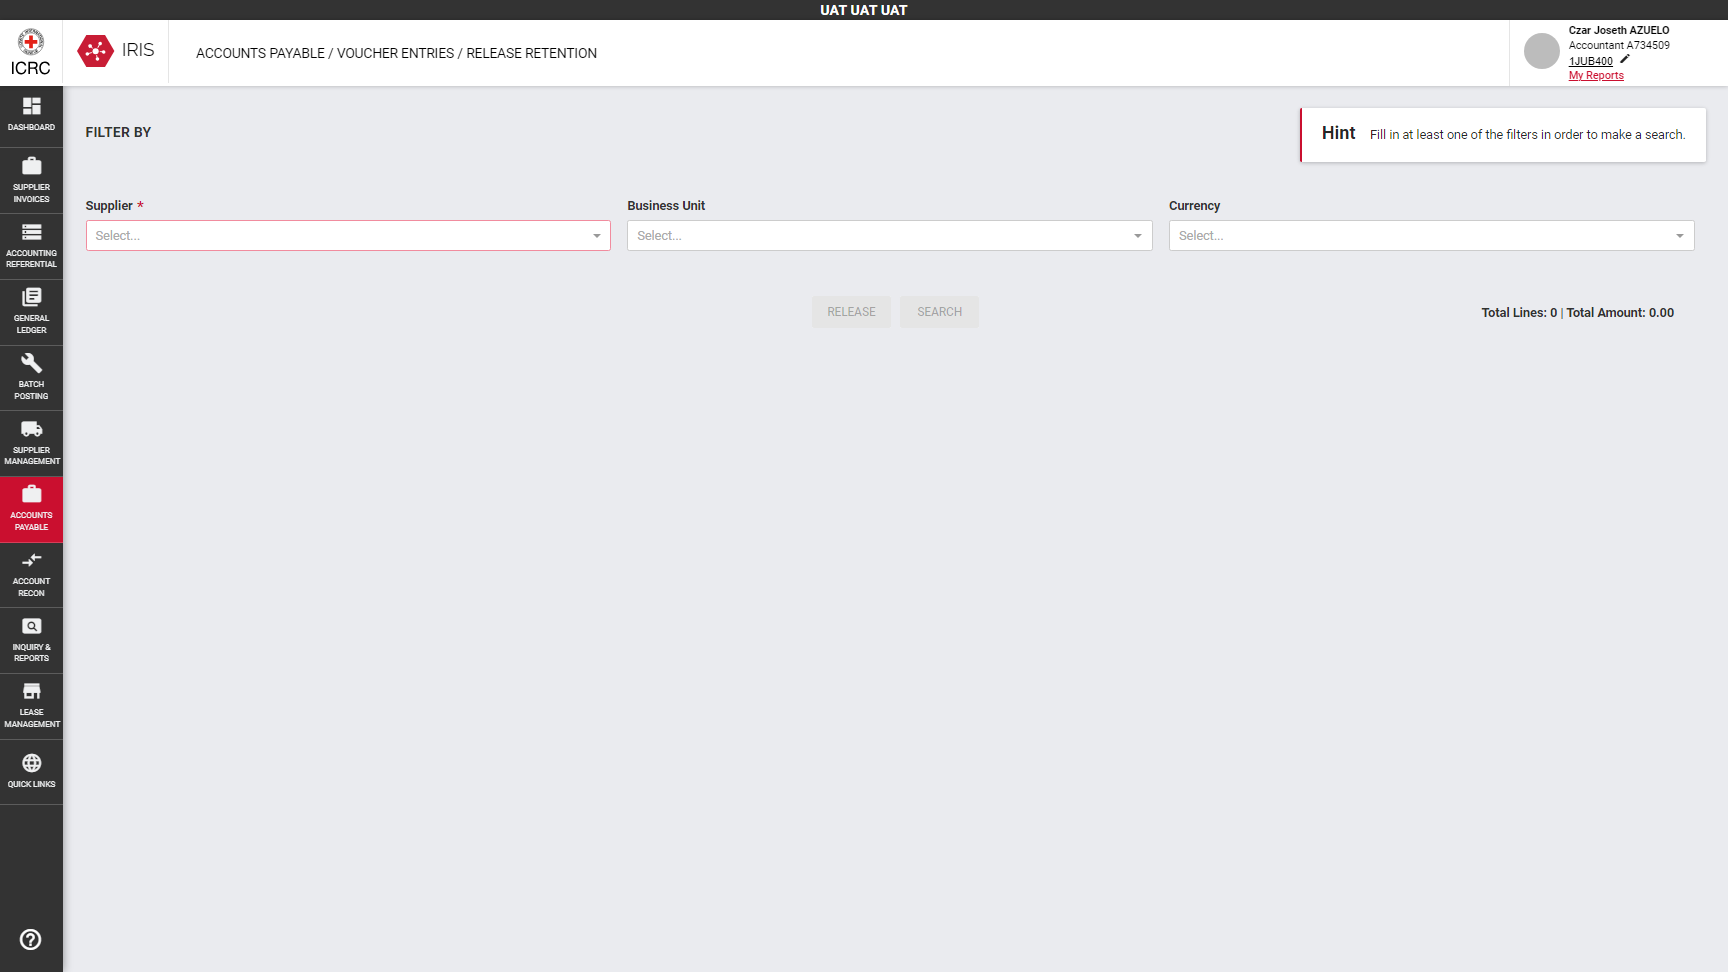 UAT UAT UAT
ICRC
IRIS
ACCOUNTS PAYABLE / VOUCHER ENTRIES / RELEASE RETENTION
Czar Joseth AZUELO
Accountant A734509
1JUB400
My Reports
DASHBOARD
SUPPLIER
INVOICES
ACCOUNTING
REFERENTIAL
GENERAL
LEDGER
BATCH
POSTING
SUPPLIER
MANAGEMENT
ACCOUNTS
PAYABLE
ACCOUNT
RECON
INQUIRY &
REPORTS
LEASE
MANAGEMENT
QUICK LINKS
FILTER BY
Hint Fill in at least one of the filters in order to make a search.
Supplier * Business Unit Currency
Select... Select... Select...
RELEASE SEARCH Total Lines: 0 | Total Amount: 0.00